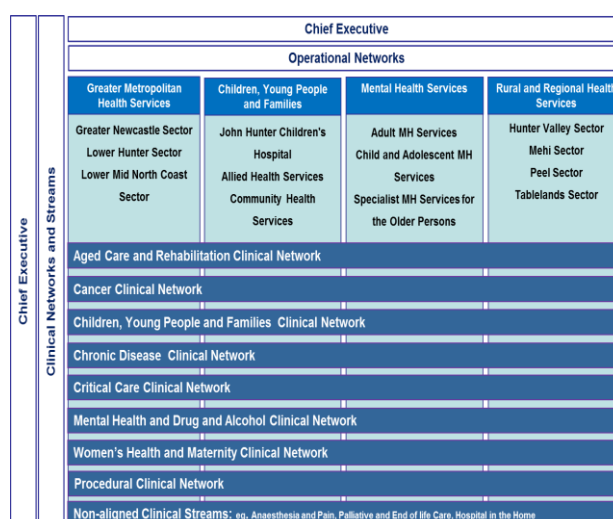 Chief Executive
Operational Networks
Chief Executive
Clinical Networks and Streams
Greater Metropolitan
Health Services
Greater Newcastle Sector
Lower Hunter Sector
Lower Mid North Coast
Sector
Children, Young People
and Families
John Hunter Children's
Hospital
Allied Health Services
Community Health
Services
Mental Health Services
Adult MH Services
Child and Adolescent MH
Services
Specialist MH Services for
the Older Persons
Rural and Regional Health
Services
Hunter Valley Sector
Mehi Sector
Peel Sector
Tablelands Sector
Aged Care and Rehabilitation Clinical Network
Cancer Clinical Network
Children, Young People and Families Clinical Network
Chronic Disease Clinical Network
Critical Care Clinical Network
Mental Health and Drug and Alcohol Clinical Network
Women's Health and Maternity Clinical Network
Procedural Clinical Network
Non-aligned Clinical Streams: eg. Anaesthesia and Pain, Palliative and End of life Care, Hospital in the Home